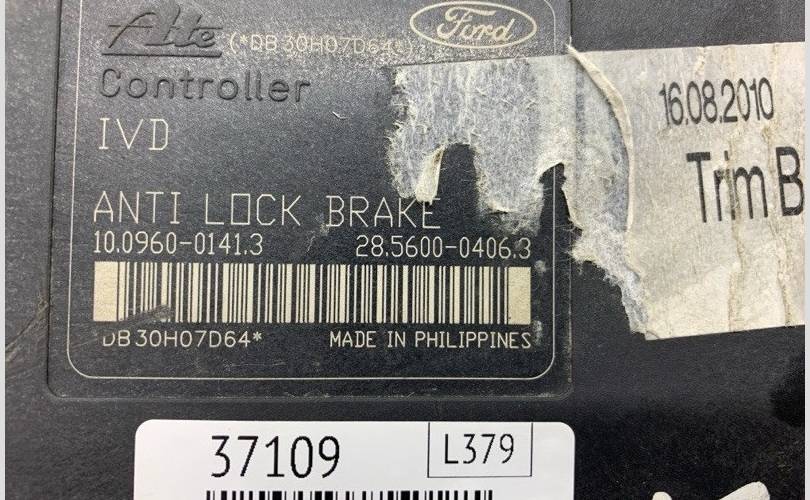 Ate (*DB30H07D64*) Ford
Controller
IVD
ANTI LOCK BRAKE
10.0960-0141.3 28.5600-0406.3
*DB30H07D64* MADE IN PHILIPPINES
16.08.2010
Trim B
37109 L379